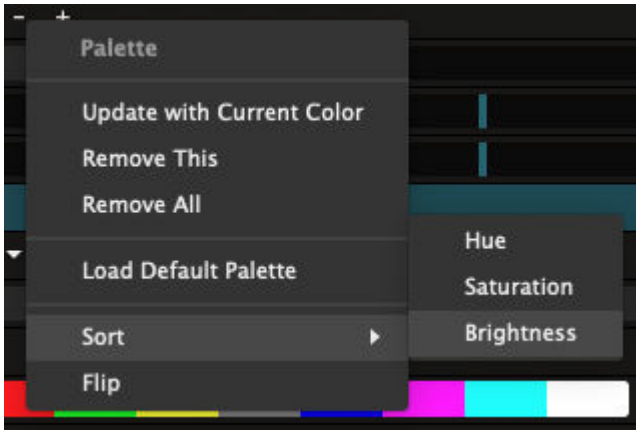 - +
Palette
Update with Current Color
Remove This
Remove All
Load Default Palette
Sort
Flip
Hue
Saturation
Brightness